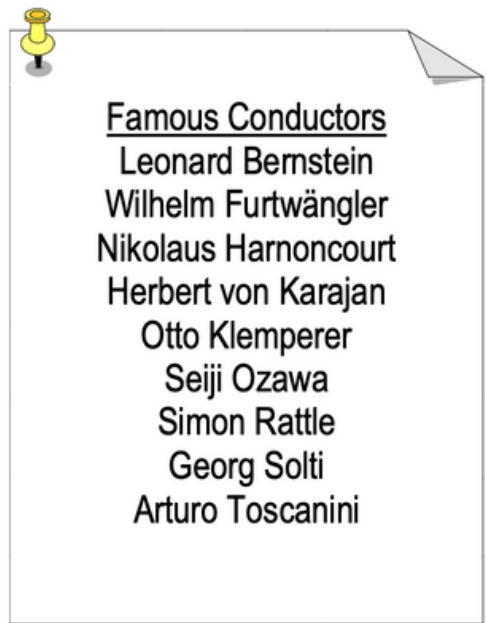 Famous Conductors
Leonard Bernstein
Wilhelm Furtwängler
Nikolaus Harnoncourt
Herbert von Karajan
Otto Klemperer
Seiji Ozawa
Simon Rattle
Georg Solti
Arturo Toscanini